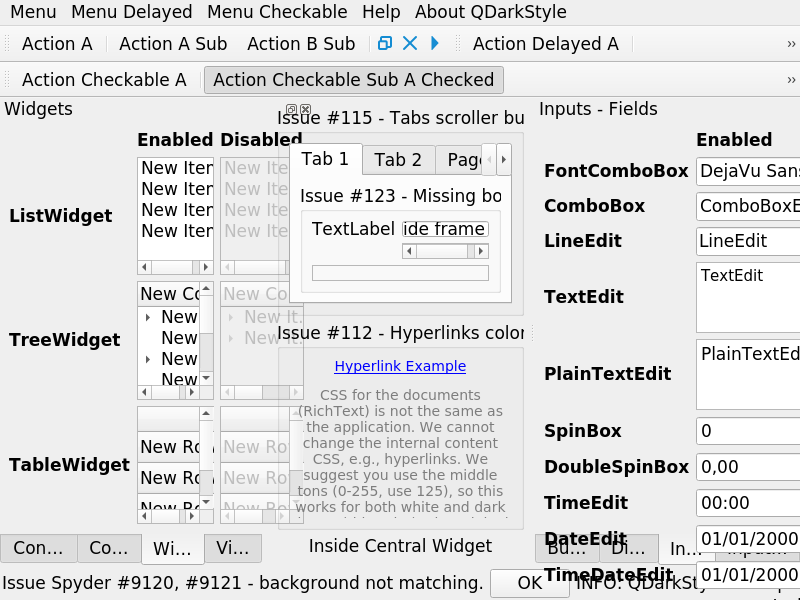 Menu Menu Delayed Menu Checkable Help About QDarkStyle
Action A Action A Sub Action B Sub Action Delayed A
Action Checkable A Action Checkable Sub A Checked
Widgets
Enabled Disabled
ListWidget
New Iter New Ite
New Iter New Ite
New Iter New Ite
New Iter New Ite
TreeWidget
New Co New Co
New New It.
New New It.
New
New
TableWidget
New Ro New Ro
New Ro New Ro
New Ro New Ro
Con... Co... Wi... Vi...
Issue #115 - Tabs scroller bu
Tab 1 Tab 2 Pag
Issue #123 - Missing bo
TextLabel ide frame
Issue #112 - Hyperlinks color
Hyperlink Example
CSS for the documents
(RichText) is not the same as
the application. We cannot
change the internal content
CSS, e.g., hyperlinks. We
suggest you use the middle
tons (0-255, use 125), so this
works for both white and dark
Inside Central Widget
Inputs - Fields
Enabled
FontComboBox DejaVu Sans
ComboBox ComboBoxE
LineEdit LineEdit
TextEdit TextEdit
PlainTextEdit PlainTextEd
SpinBox 0
DoubleSpinBox 0,00
TimeEdit 00:00
DateEdit 01/01/2000
TimeDateEdit 01/01/2000
Bu... Di... In...
Issue Spyder #9120, #9121 - background not matching. OK INFO: QDarkSty